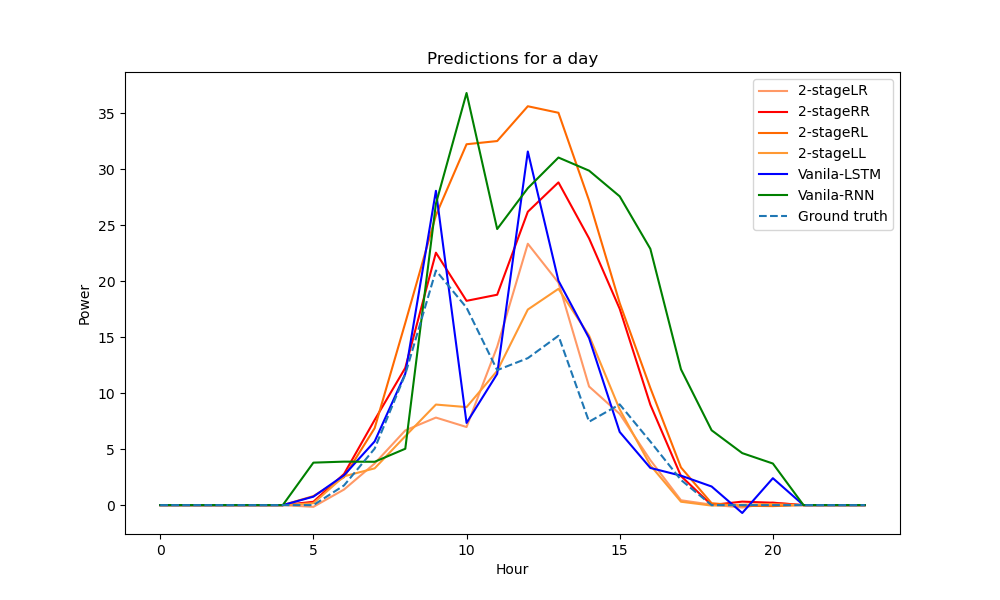 Predictions for a day
2-stageLR
2-stageRR
2-stageRL
2-stageLL
Vanila-LSTM
Vanila-RNN
Ground truth
Power
35
30
25
20
15
10
5
0
0 5 10 15 20
Hour